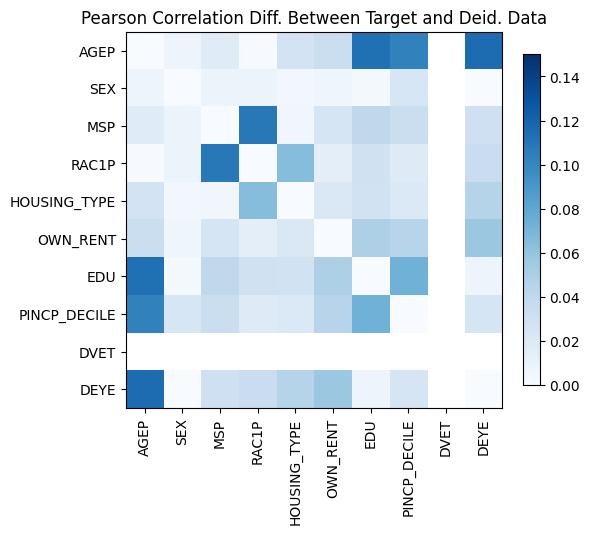 Pearson Correlation Diff. Between Target and Deid. Data
AGEP
SEX
MSP
RAC1P
HOUSING_TYPE
OWN_RENT
EDU
PINCP_DECILE
DVET
DEYE
AGEP
SEX
MSP
RAC1P
HOUSING_TYPE
OWN_RENT
EDU
PINCP_DECILE
DVET
DEYE
0.14
0.12
0.10
0.08
0.06
0.04
0.02
0.00